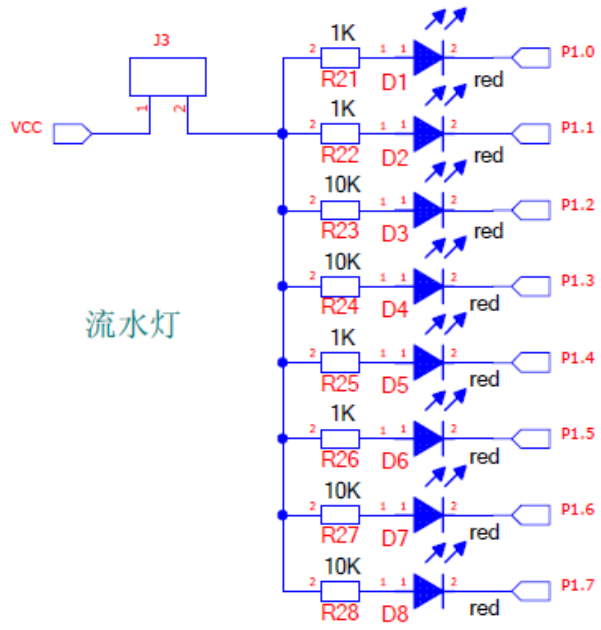 J3
1 2
VCC
流水灯
1K
2 1 1 2 P1.0
R21 D1 red
1K
2 1 1 2 P1.1
R22 D2 red
10K
2 1 1 2 P1.2
R23 D3 red
10K
2 1 1 2 P1.3
R24 D4 red
1K
2 1 1 2 P1.4
R25 D5 red
1K
2 1 1 2 P1.5
R26 D6 red
10K
2 1 1 2 P1.6
R27 D7 red
10K
2 1 1 2 P1.7
R28 D8 red